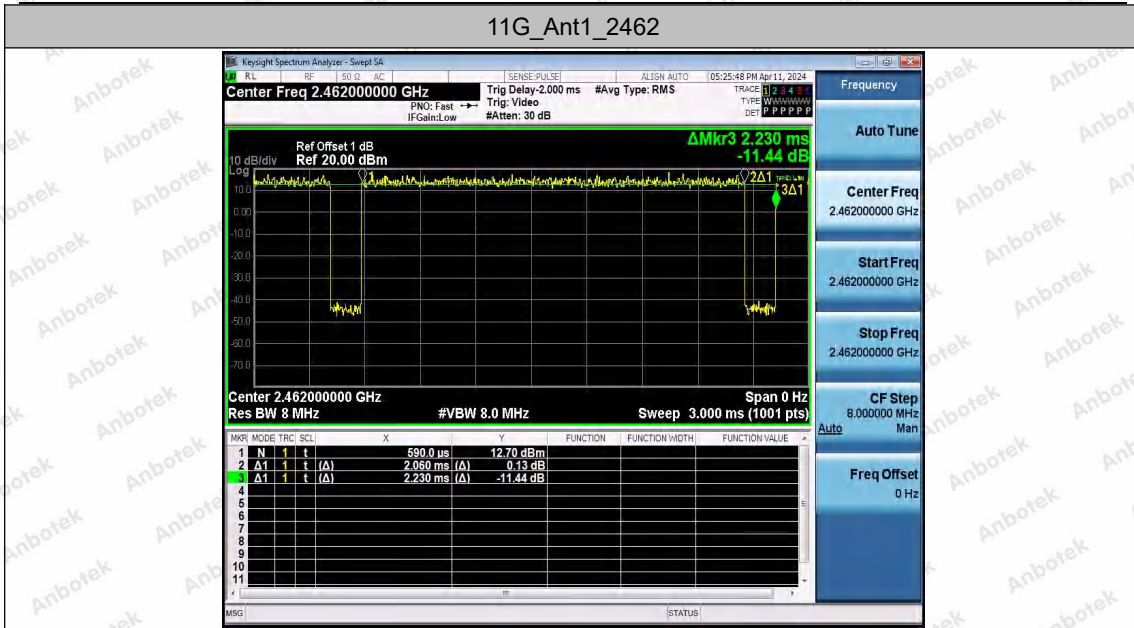 11G_Ant1_2462
Keysight Spectrum Analyzer - Swept SA
RL RF 50 Ω AC SENSE:PULSE ALIGN AUTO 05:25:48 PM Apr 11, 2024
Center Freq 2.462000000 GHz
PNO: Fast
IFGain:Low
Trig Delay-2.000 ms
Trig: Video
#Atten: 30 dB
#Avg Type: RMS
TRACE 1 2 3 4 5 6
TYPE WWWWWW
DET P P P P P P
Frequency
Auto Tune
Center Freq
2.462000000 GHz
Start Freq
2.462000000 GHz
Stop Freq
2.462000000 GHz
CF Step
8.000000 MHz
Auto Man
Freq Offset
0 Hz
ΔMkr3 2.230 ms
-11.44 dB
Ref Offset 1 dB
10 dB/div Ref 20.00 dBm
Log
10.0
0.00
-10.0
-20.0
-30.0
-40.0
-50.0
-60.0
-70.0
1
2Δ1
3Δ1
Center 2.462000000 GHz Span 0 Hz
Res BW 8 MHz #VBW 8.0 MHz Sweep 3.000 ms (1001 pts)
MKR MODE TRC SCL X Y FUNCTION FUNCTION WIDTH FUNCTION VALUE
1 N 1 t 590.0 µs 12.70 dBm
2 Δ1 1 t (Δ) 2.060 ms (Δ) 0.13 dB
3 Δ1 1 t (Δ) 2.230 ms (Δ) -11.44 dB
4
5
6
7
8
9
10
11
MSG STATUS